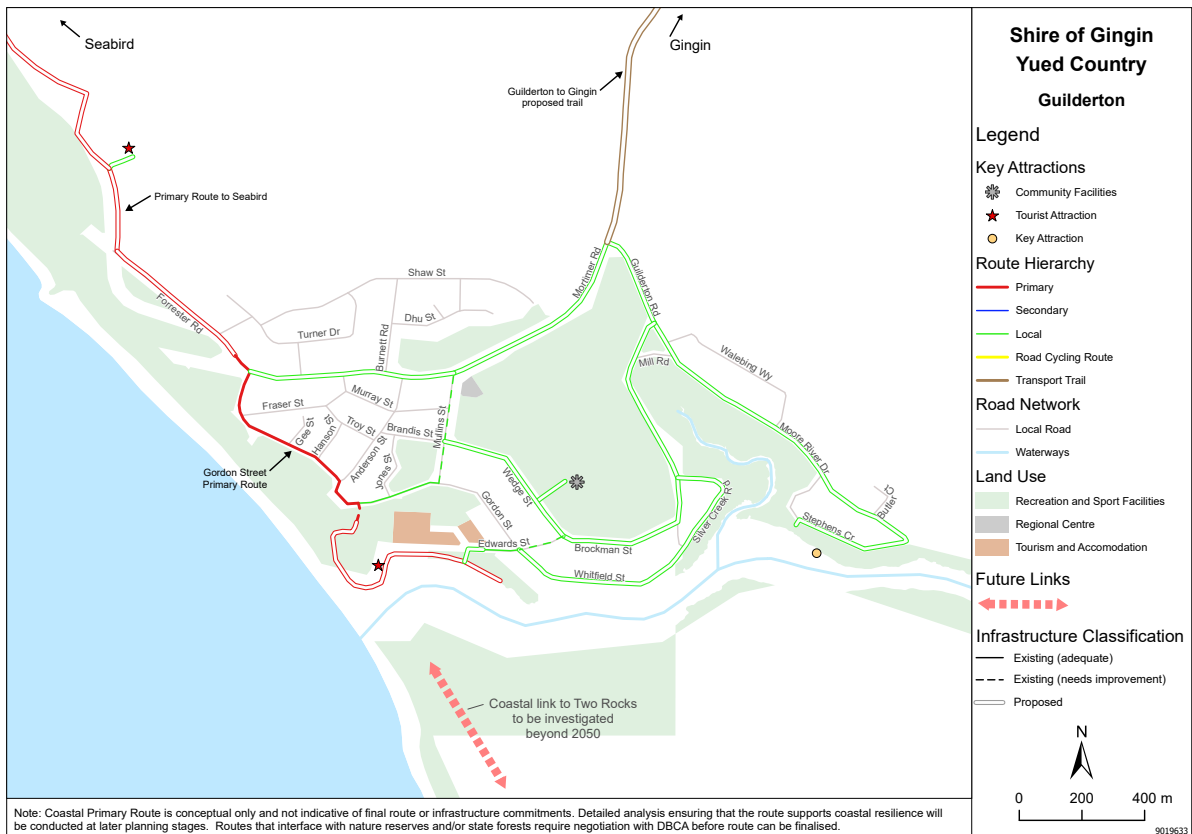 Seabird
Gingin
Guilderton to Gingin
proposed trail
Primary Route to Seabird
Forrester Rd
Shaw St
Turner Dr
Dhu St
Burnett Rd
Mortimer Rd
Guilderton Rd
Mill Rd
Walebing Wy
Moore River Dr
Fraser St
Murray St
Gee St
Hanson St
Troy St
Brandis St
Anderson St
Jones St
Mullins St
Gordon Street
Primary Route
Wedge St
Gordon St
Edwards St
Brockman St
Whitfield St
Silver Creek Rd
Stephens Cr
Butler Ct
Coastal link to Two Rocks
to be investigated
beyond 2050
Note: Coastal Primary Route is conceptual only and not indicative of final route or infrastructure commitments. Detailed analysis ensuring that the route supports coastal resilience will
be conducted at later planning stages. Routes that interface with nature reserves and/or state forests require negotiation with DBCA before route can be finalised.
Shire of Gingin
Yued Country
Guilderton
Legend
Key Attractions
Community Facilities
Tourist Attraction
Key Attraction
Route Hierarchy
Primary
Secondary
Local
Road Cycling Route
Transport Trail
Road Network
Local Road
Waterways
Land Use
Recreation and Sport Facilities
Regional Centre
Tourism and Accomodation
Future Links
Infrastructure Classification
Existing (adequate)
Existing (needs improvement)
Proposed
N
0 200 400 m
9019633